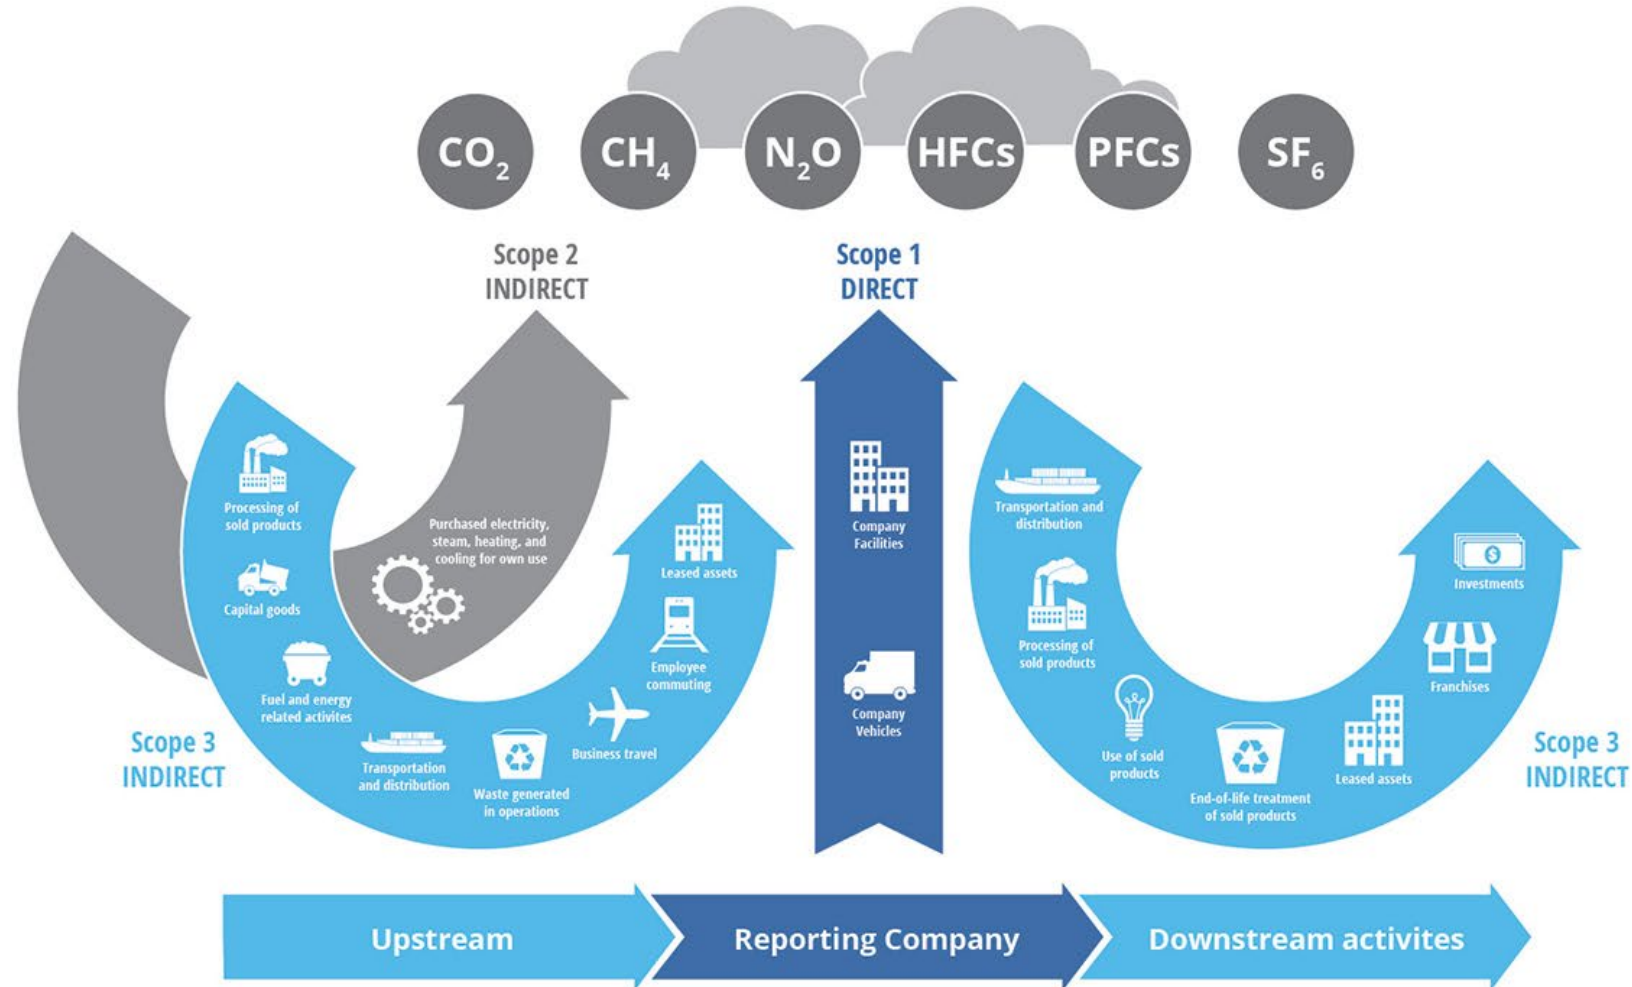 CO₂
CH₄
N₂O
HFCs
PFCs
SF₆
Scope 2
INDIRECT
Scope 1
DIRECT
Processing of
sold products
Capital goods
Fuel and energy
related activites
Transportation
and distribution
Waste generated
in operations
Business travel
Employee
commuting
Leased assets
Purchased electricity,
steam, heating, and
cooling for own use
Scope 3
INDIRECT
Company
Facilities
Company
Vehicles
Transportation and
distribution
Processing of
sold products
Use of sold
products
End-of-life treatment
of sold products
Leased assets
Franchises
Investments
Scope 3
INDIRECT
Upstream
Reporting Company
Downstream activites